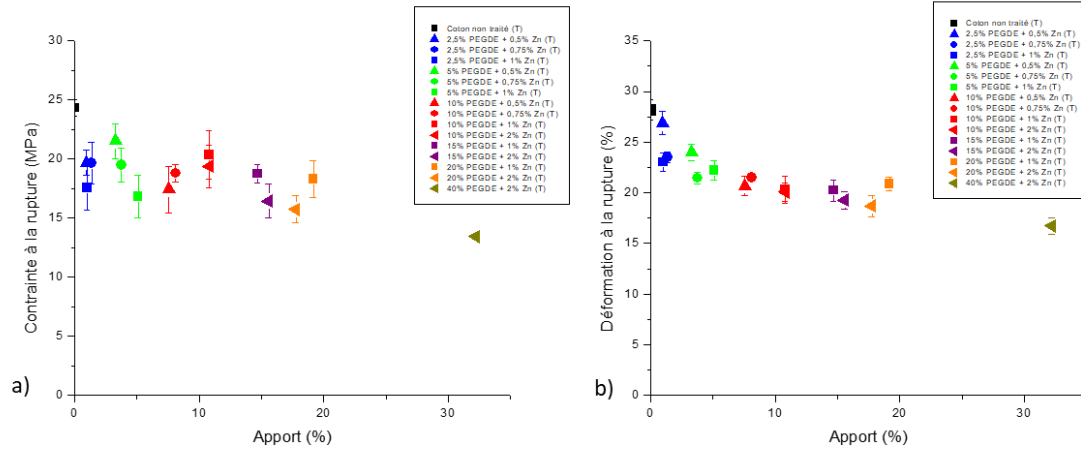 Coton non traité (T)
2,5% PEGDE + 0,5% Zn (T)
2,5% PEGDE + 0,75% Zn (T)
2,5% PEGDE + 1% Zn (T)
5% PEGDE + 0,5% Zn (T)
5% PEGDE + 0,75% Zn (T)
5% PEGDE + 1% Zn (T)
10% PEGDE + 0,5% Zn (T)
10% PEGDE + 0,75% Zn (T)
10% PEGDE + 1% Zn (T)
10% PEGDE + 2% Zn (T)
15% PEGDE + 1% Zn (T)
15% PEGDE + 2% Zn (T)
20% PEGDE + 1% Zn (T)
20% PEGDE + 2% Zn (T)
40% PEGDE + 2% Zn (T)
30
25
20
15
10
5
0
Contrainte à la rupture (MPa)
a)
0
10
20
30
Apport (%)
Coton non traité (T)
2,5% PEGDE + 0,5% Zn (T)
2,5% PEGDE + 0,75% Zn (T)
2,5% PEGDE + 1% Zn (T)
5% PEGDE + 0,5% Zn (T)
5% PEGDE + 0,75% Zn (T)
5% PEGDE + 1% Zn (T)
10% PEGDE + 0,5% Zn (T)
10% PEGDE + 0,75% Zn (T)
10% PEGDE + 1% Zn (T)
10% PEGDE + 2% Zn (T)
15% PEGDE + 1% Zn (T)
15% PEGDE + 2% Zn (T)
20% PEGDE + 1% Zn (T)
20% PEGDE + 2% Zn (T)
40% PEGDE + 2% Zn (T)
35
30
25
20
15
10
5
0
Déformation à la rupture (%)
b)
0
10
20
30
Apport (%)